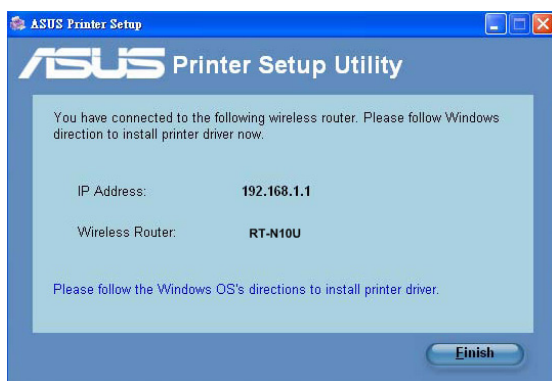 ASUS Printer Setup
ASUS Printer Setup Utility
You have connected to the following wireless router. Please follow Windows
direction to install printer driver now.
IP Address: 192.168.1.1
Wireless Router: RT-N10U
Please follow the Windows OS's directions to install printer driver.
Finish